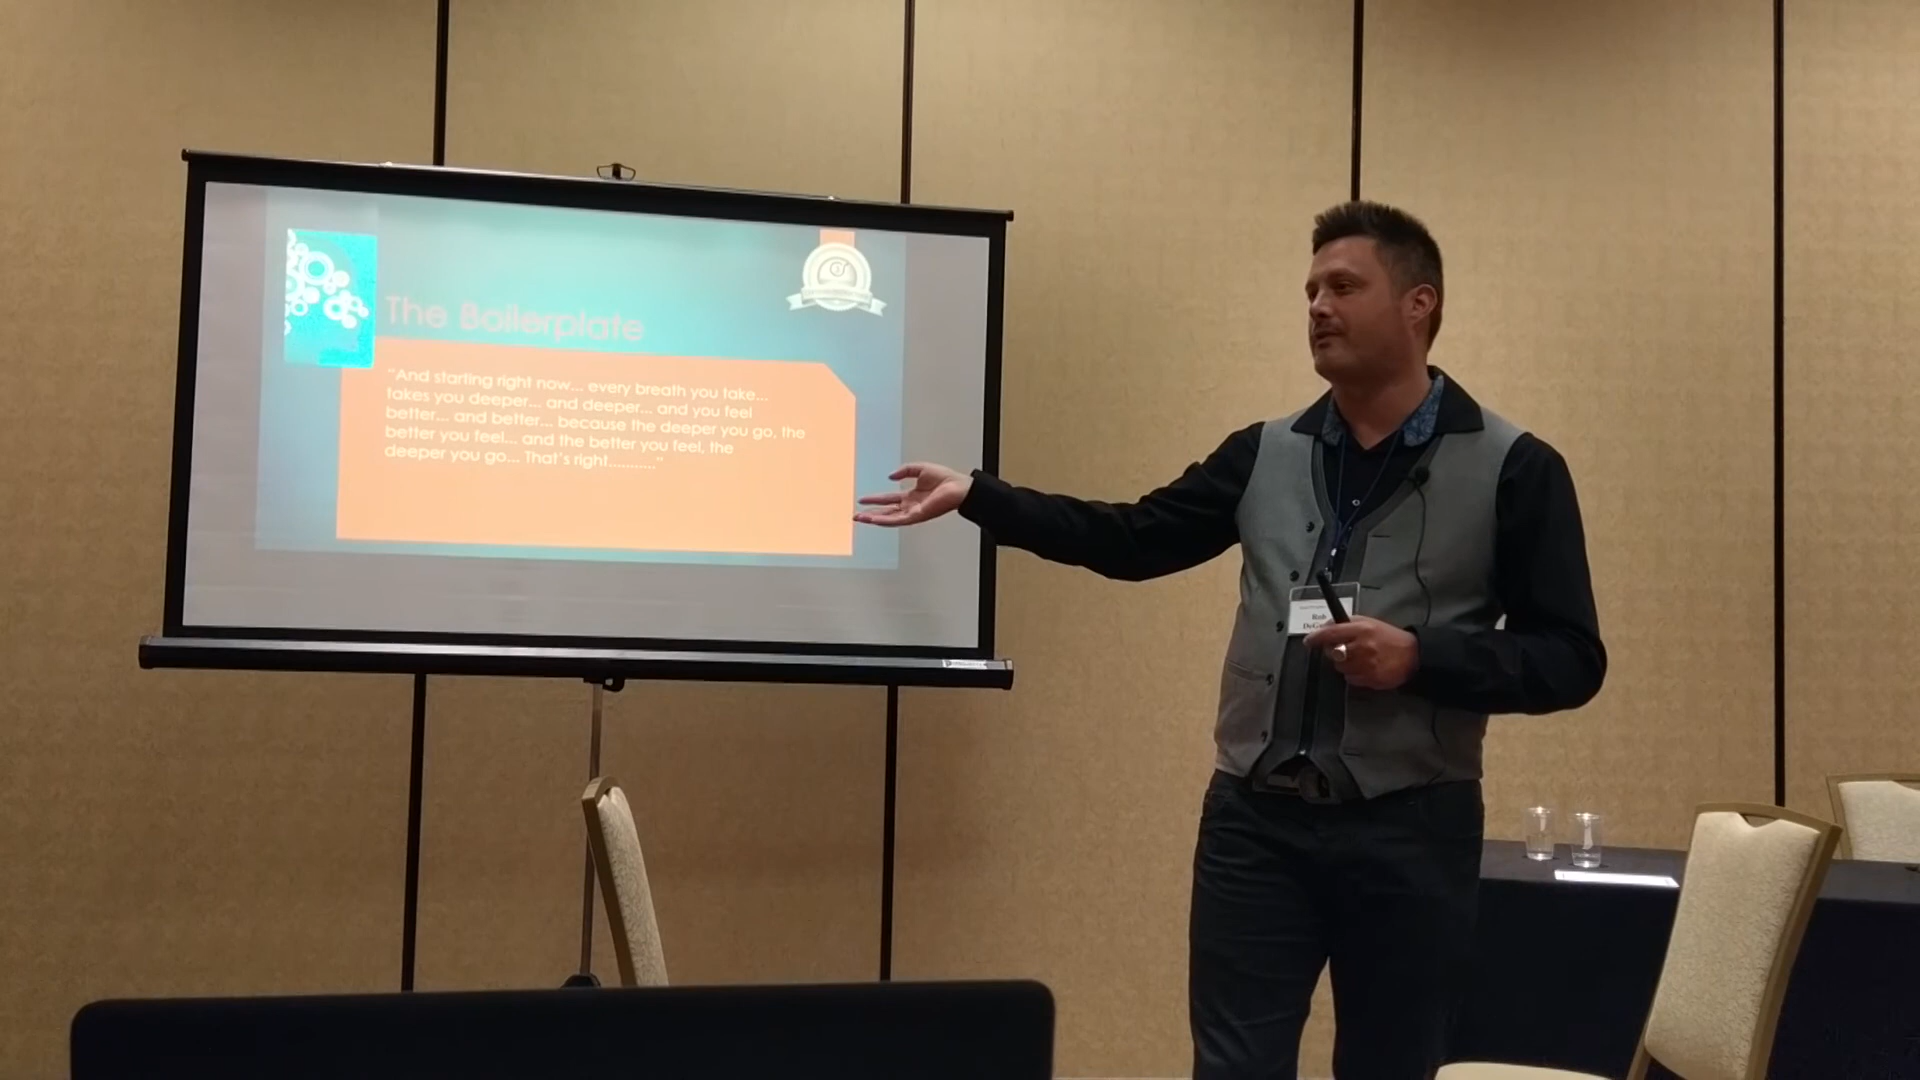 The Boilerplate
"And starting right now... every breath you take...
takes you deeper... and deeper... and you feel
better... and better... because the deeper you go, the
better you feel... and the better you feel, the
deeper you go... That's right..........."
Rob